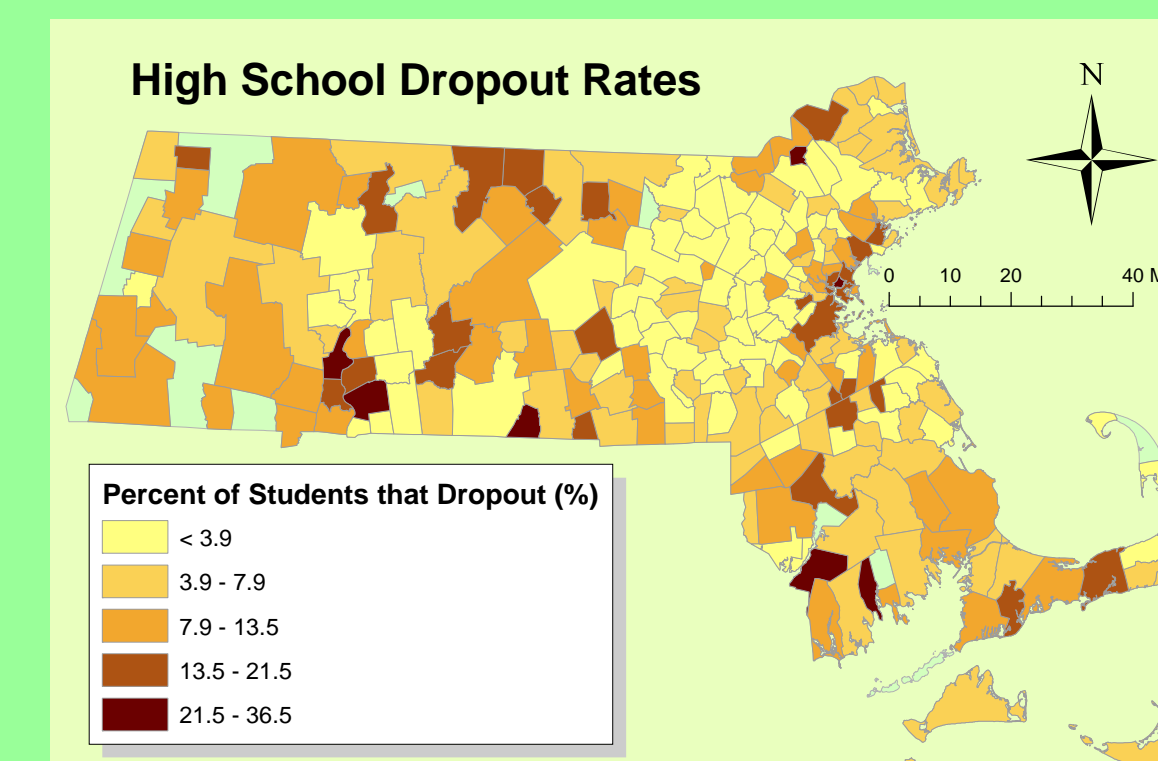 High School Dropout Rates
N
0 10 20 40 M
Percent of Students that Dropout (%)
< 3.9
3.9 - 7.9
7.9 - 13.5
13.5 - 21.5
21.5 - 36.5